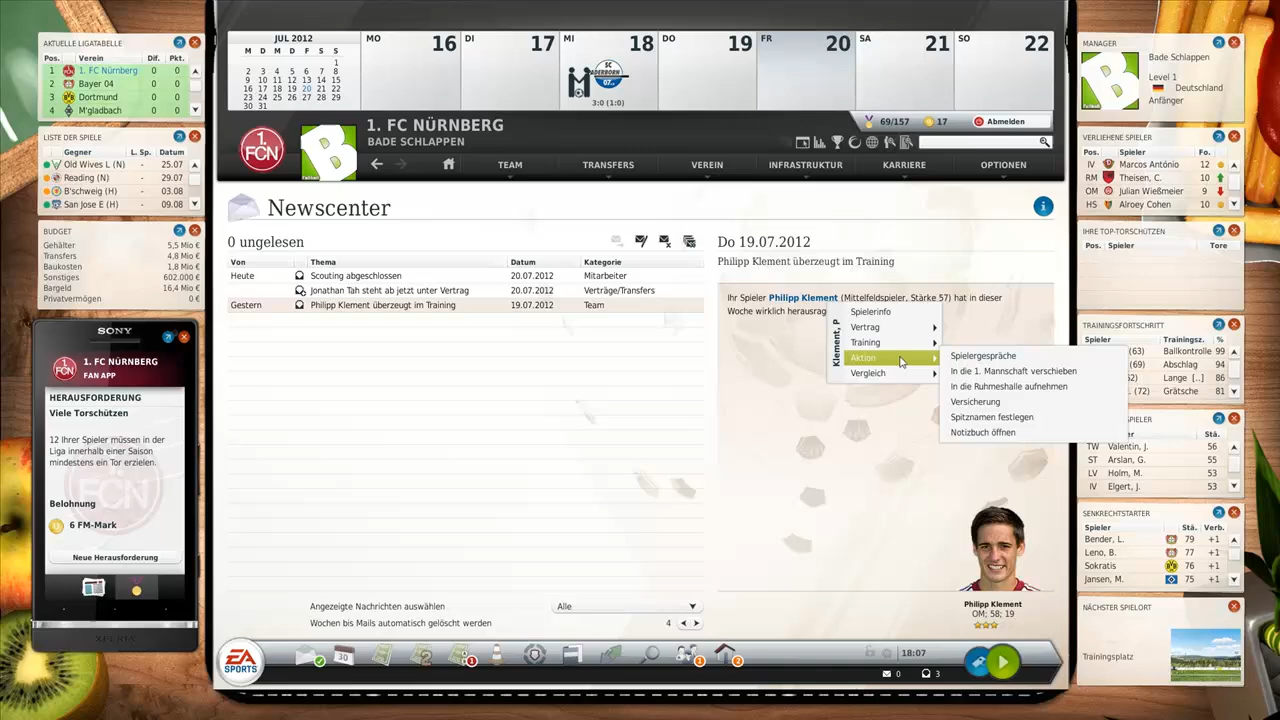 AKTUELLE LIGATABELLE
Pos. Verein Dif. Pkt.
1 1. FC Nürnberg 0 0
2 Bayer 04 0 0
3 Dortmund 0 0
4 M'gladbach 0 0
LISTE DER SPIELE
Gegner L. Sp. Datum
Old Wives L (N) - 25.07
Reading (N) - 29.07
B'schweig (H) - 03.08
San Jose E (H) - 09.08
BUDGET
Gehälter 5,5 Mio €
Transfers 4,8 Mio €
Baukosten 1,8 Mio €
Sonstiges 602.000 €
Bargeld 16,4 Mio €
Privatvermögen 0 €
SONY
1. FC NÜRNBERG
FAN APP
HERAUSFORDERUNG
Viele Torschützen
12 Ihrer Spieler müssen in der
Liga innerhalb einer Saison
mindestens ein Tor erzielen.
Belohnung
6 FM-Mark
Neue Herausforderung
XPERIA
JUL 2012
M D M D F S S
1
2 3 4 5 6 7 8
9 10 11 12 13 14 15
16 17 18 19 20 21 22
23 24 25 26 27 28 29
30 31
MO 16 DI 17 MI 18 DO 19 FR 20 SA 21 SO 22
SC
PADERBORN
07
3:0 (1:0)
1. FC NÜRNBERG
BADE SCHLAPPEN
69/157 17 Abmelden
TEAM TRANSFERS VEREIN INFRASTRUKTUR KARRIERE OPTIONEN
Newscenter
0 ungelesen
Von Thema Datum Kategorie
Heute Scouting abgeschlossen 20.07.2012 Mitarbeiter
Jonathan Tah steht ab jetzt unter Vertrag 20.07.2012 Verträge/Transfers
Gestern Philipp Klement überzeugt im Training 19.07.2012 Team
Angezeigte Nachrichten auswählen Alle
Wochen bis Mails automatisch gelöscht werden 4
Do 19.07.2012
Philipp Klement überzeugt im Training
Ihr Spieler Philipp Klement (Mittelfeldspieler, Stärke 57) hat in dieser
Woche wirklich herausrag
Klement, P
Spielerinfo
Vertrag
Training
Aktion
Vergleich
Spielergespräche
In die 1. Mannschaft verschieben
In die Ruhmeshalle aufnehmen
Versicherung
Spitznamen festlegen
Notizbuch öffnen
Philipp Klement
OM; 58; 19
EA
SPORTS
30
2
1
1
2
18:07
0 3
MANAGER
Bade Schlappen
Level 1
Deutschland
Anfänger
VERLIEHENE SPIELER
Pos. Spieler Fo.
IV Marcos António 12
RM Theisen, C. 10
OM Julian Wießmeier 9
HS Alroey Cohen 10
IHRE TOP-TORSCHÜTZEN
Pos. Spieler Tore
TRAININGSFORTSCHRITT
Spieler Trainingsz. %
(63) Ballkontrolle 99
(69) Abschlag 94
62) Lange [..] 86
. (72) Grätsche 81
SPIELER
Stä.
TW Valentin, J. 56
ST Arslan, G. 55
LV Holm, M. 53
IV Elgert, J. 53
SENKRECHTSTARTER
Spieler Stä. Verb.
Bender, L. 79 +1
Leno, B. 77 +1
Sokratis 76 +1
Jansen, M. 75 +1
NÄCHSTER SPIELORT
Trainingsplatz